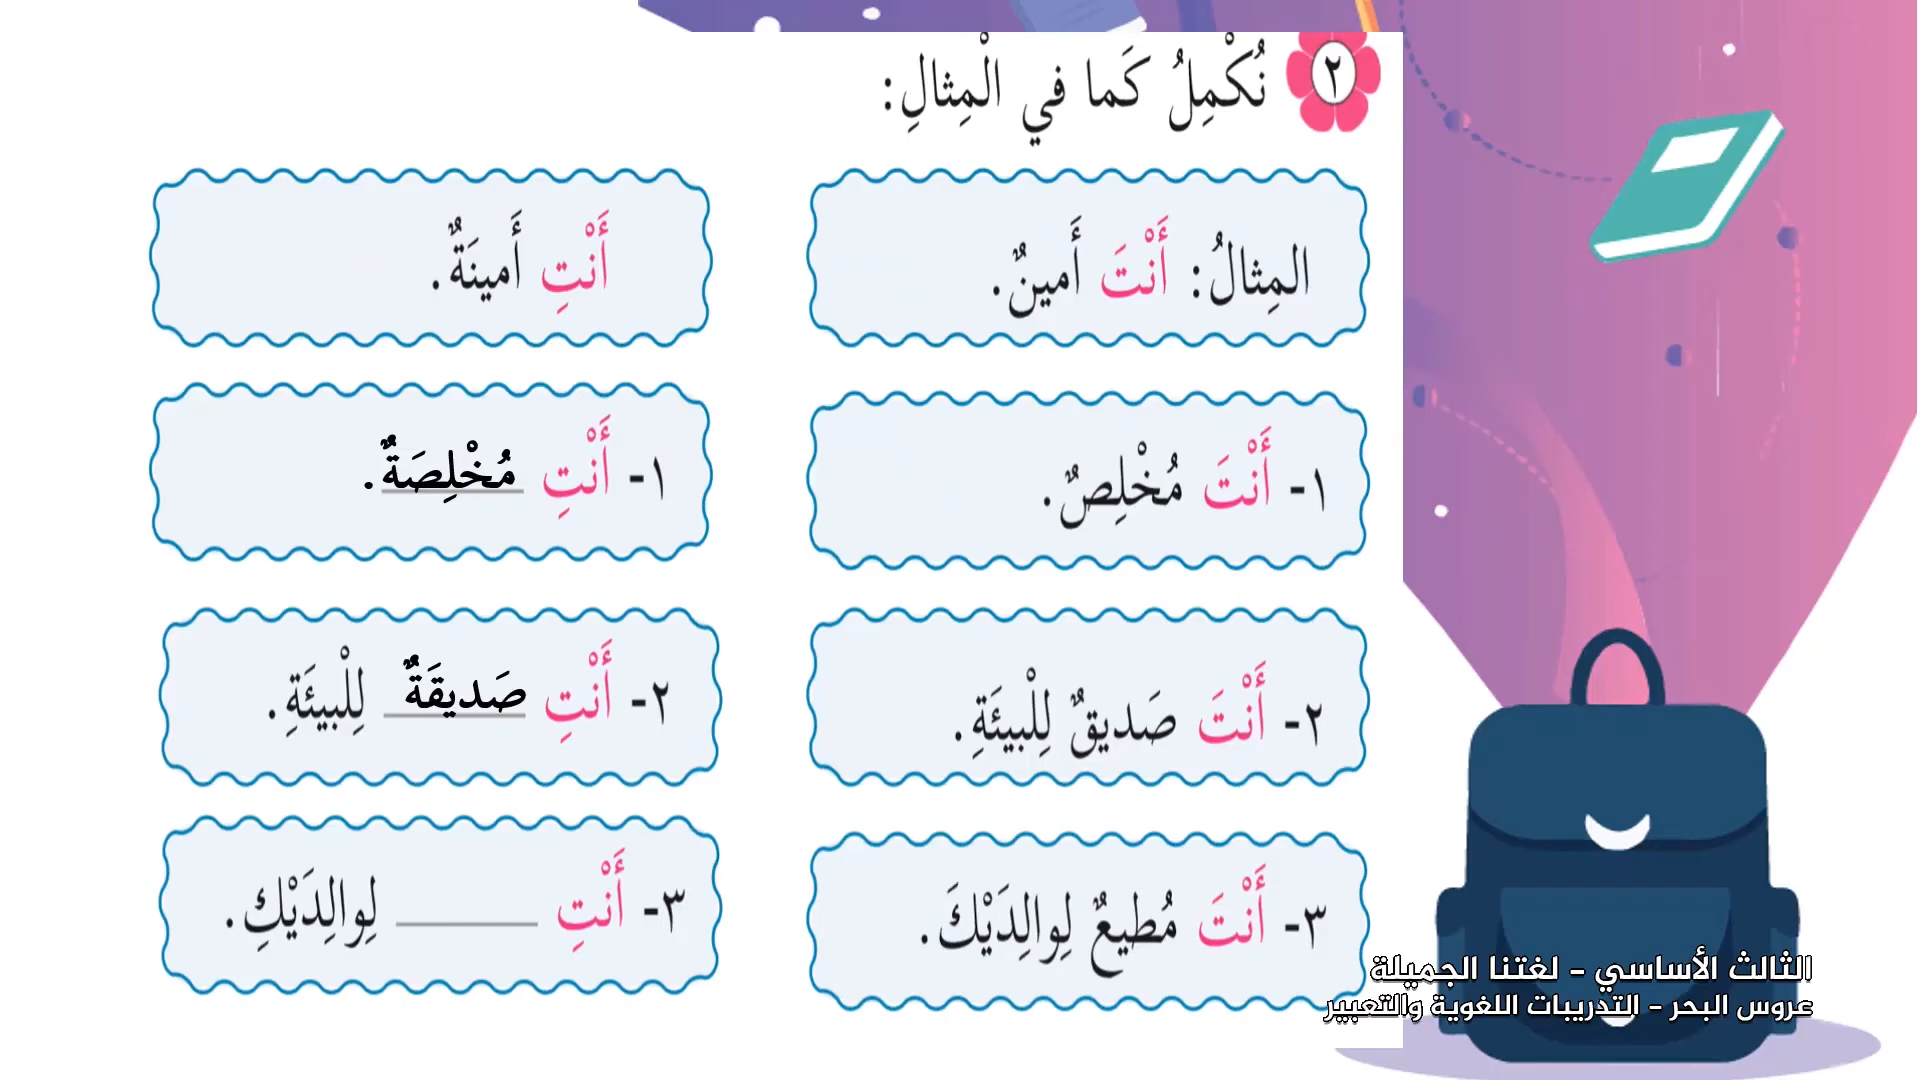 ٢
نُكْمِلُ كَما في الْمِثالِ:
المِثالُ: أَنْتَ أَمينٌ.
أَنْتِ أَمينَةٌ.
١- أَنْتَ مُخْلِصٌ.
١- أَنْتِ مُخْلِصَةٌ.
٢- أَنْتَ صَديقٌ لِلْبيئَةِ.
٢- أَنْتِ صَديقَةٌ لِلْبيئَةِ.
٣- أَنْتَ مُطيعٌ لِوالِدَيْكَ.
٣- أَنْتِ ______ لِوالِدَيْكِ.
الثالث الأساسي - لغتنا الجميلة
عروس البحر - التدريبات اللغوية والتعبير